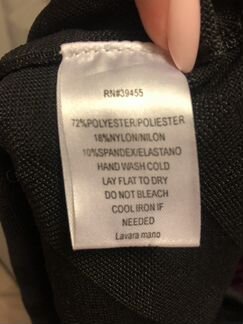 RN#39455
72%POLYESTER/POLIESTER
18%NYLON/NILON
10%SPANDEX/ELASTANO
HAND WASH COLD
LAY FLAT TO DRY
DO NOT BLEACH
COOL IRON IF
NEEDED
Lavara mano